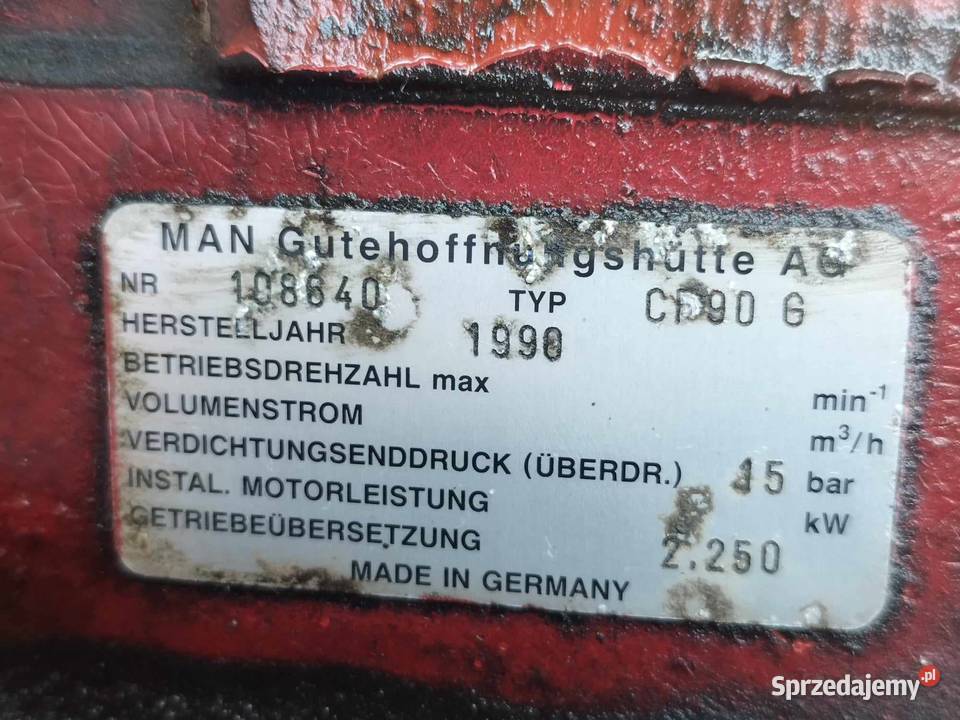 MAN Gutehoffnungshütte AG
NR 108640 TYP CP90 G
HERSTELLJAHR 1990
BETRIEBSDREHZAHL max min⁻¹
VOLUMENSTROM m³/h
VERDICHTUNGSENDDRUCK (ÜBERDR.) 15 bar
INSTAL. MOTORLEISTUNG kW
GETRIEBEÜBERSETZUNG 2.250
MADE IN GERMANY
Sprzedajemy.pl